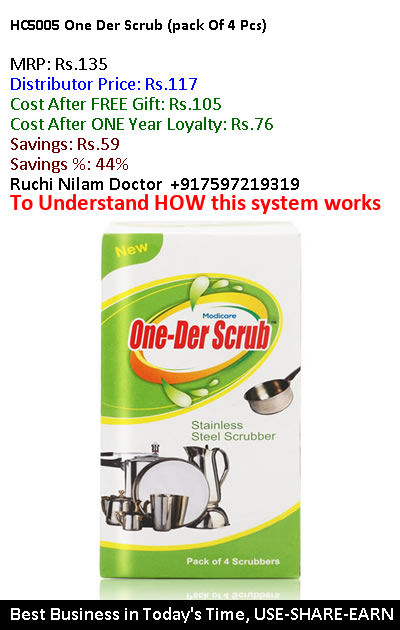 HC5005 One Der Scrub (pack Of 4 Pcs)
MRP: Rs.135
Distributor Price: Rs.117
Cost After FREE Gift: Rs.105
Cost After ONE Year Loyalty: Rs.76
Savings: Rs.59
Savings %: 44%
Ruchi Nilam Doctor +917597219319
To Understand HOW this system works
New
Modicare
One-Der Scrub™
Stainless
Steel Scrubber
Pack of 4 Scrubbers
Best Business in Today's Time, USE-SHARE-EARN